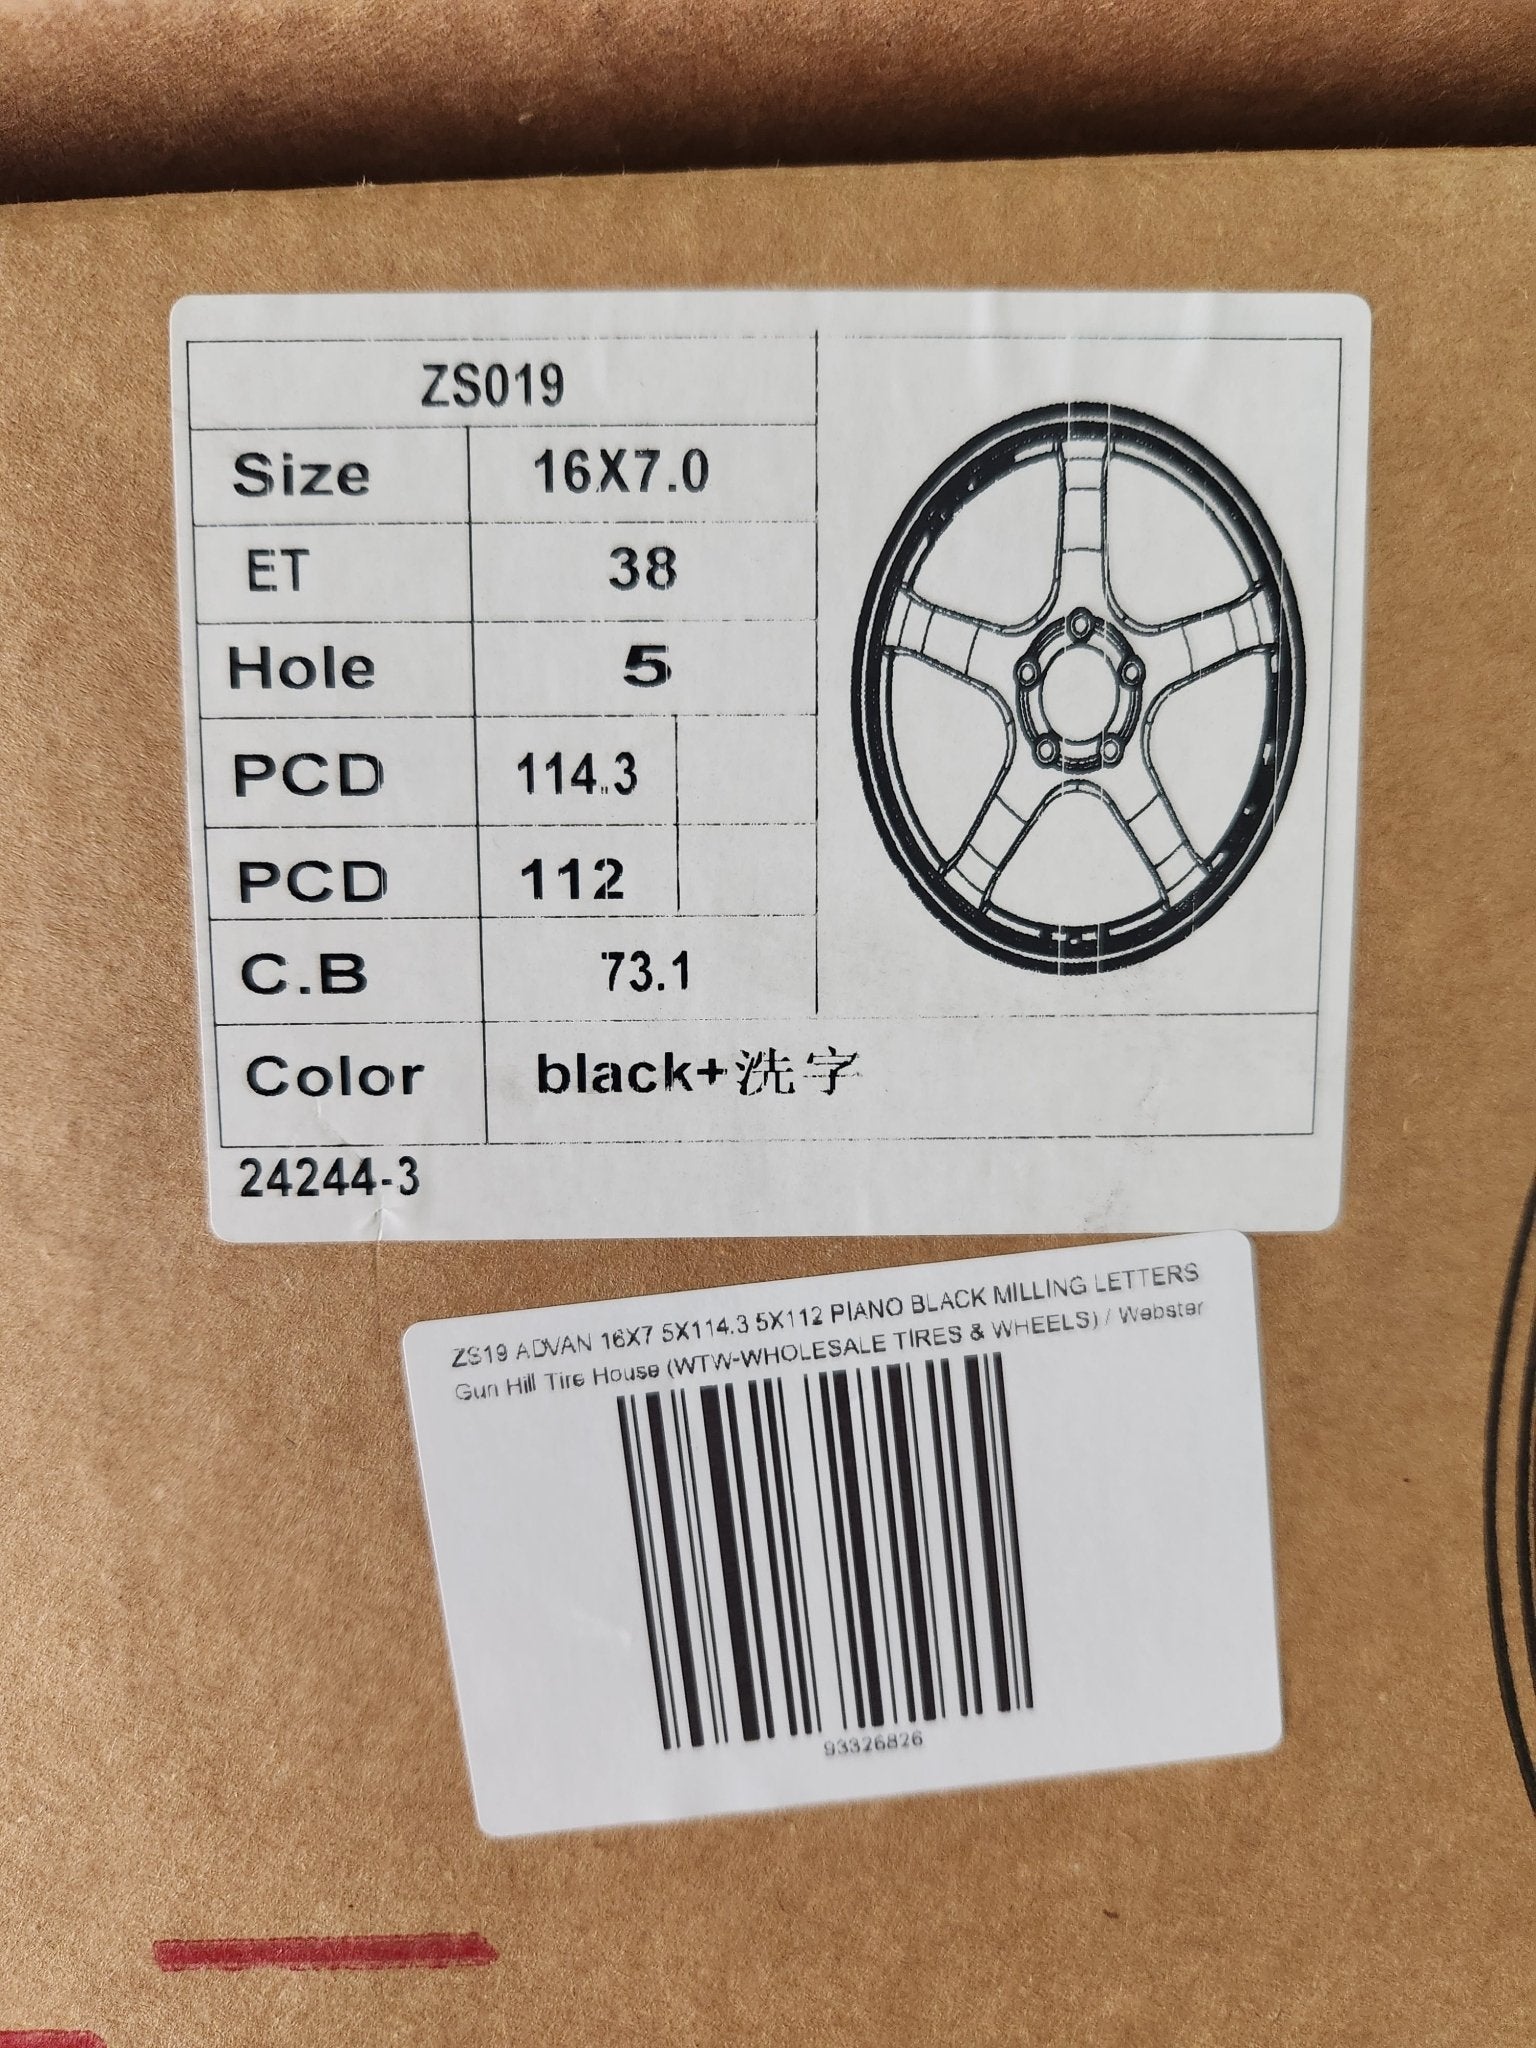 ZS019
Size 16X7.0
ET 38
Hole 5
PCD 114.3
PCD 112
C.B 73.1
Color black+洗字
24244-3
ZS19 ADVAN 16X7 5X114.3 5X112 PIANO BLACK MILLING LETTERS
Gun Hill Tire House (WTW-WHOLESALE TIRES & WHEELS) / Webster
93326826